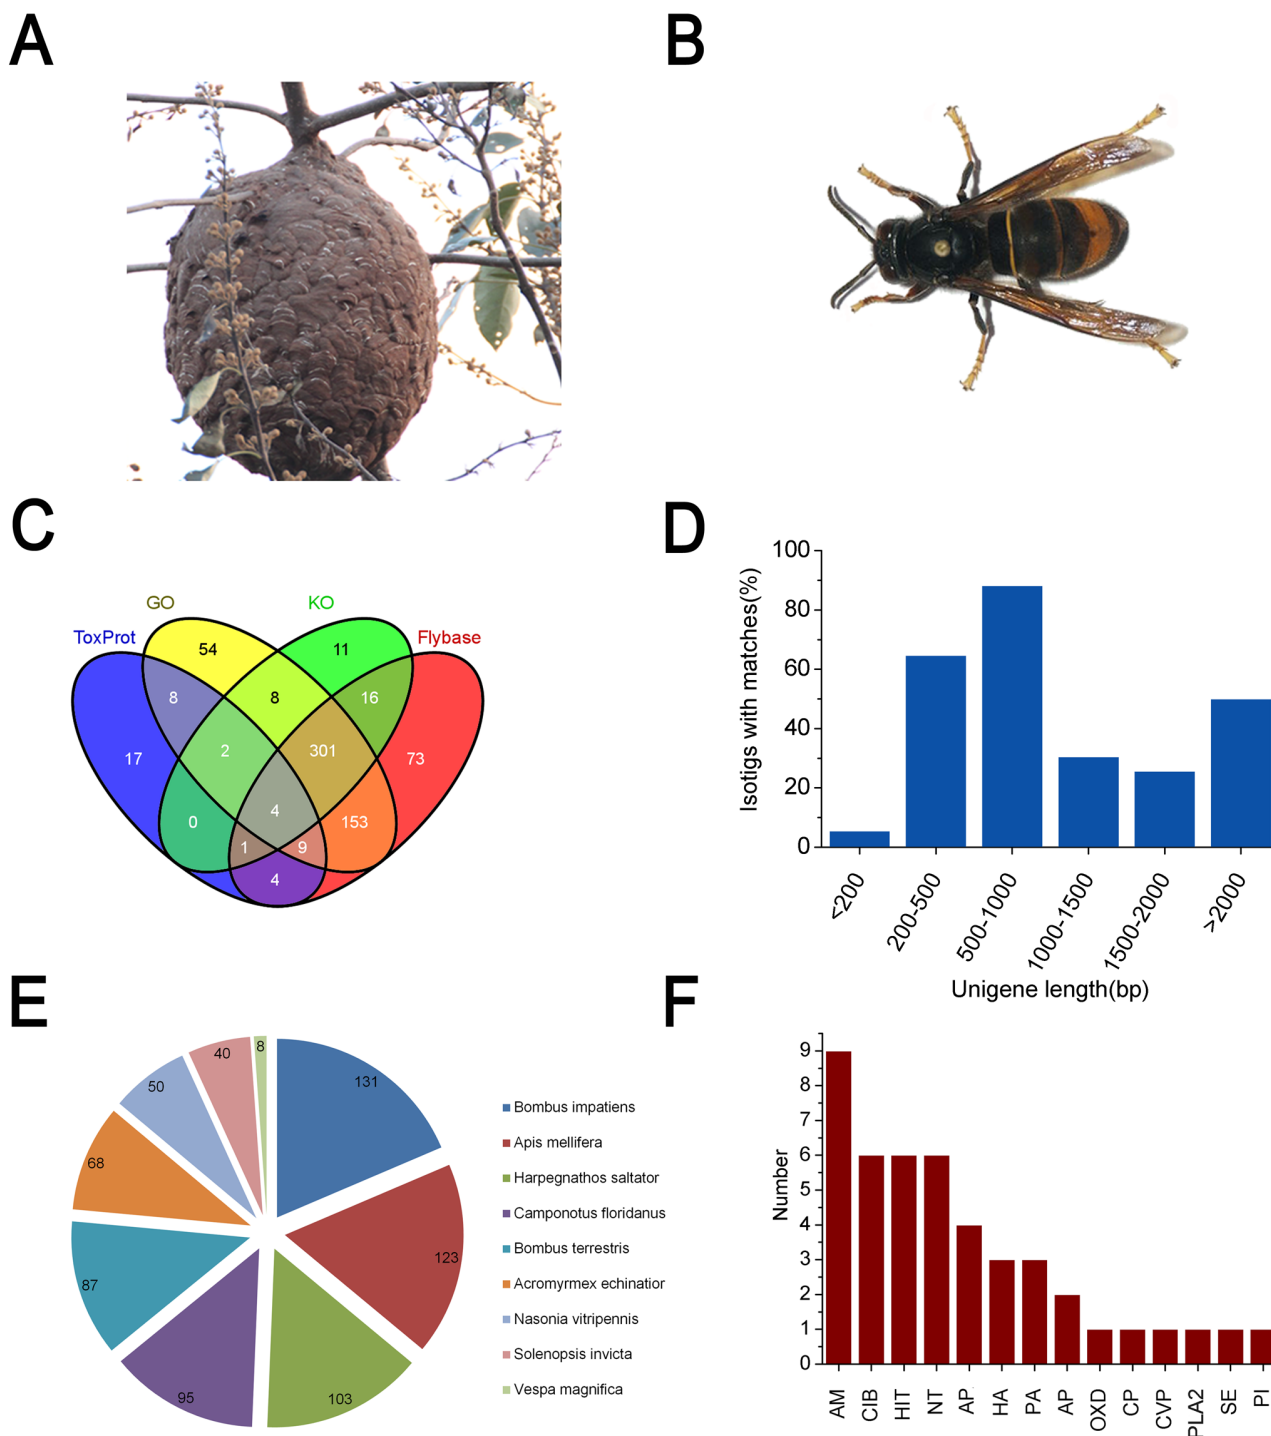 A
B
C
GO
KO
ToxProt
Flybase
54
11
8
8
16
17
2
301
73
0
4
153
1
9
4
D
Isotigs with matches(%)
100
80
60
40
20
0
<200
200-500
500-1000
1000-1500
1500-2000
>2000
Unigene length(bp)
E
8
40
131
50
68
123
87
95
103
Bombus impatiens
Apis mellifera
Harpegnathos saltator
Camponotus floridanus
Bombus terrestris
Acromyrmex echinatior
Nasonia vitripennis
Solenopsis invicta
Vespa magnifica
F
Number
9
8
7
6
5
4
3
2
1
0
AM
CIB
HIT
NT
AP.
HA
PA
AP
OXD
CP
CVP
PLA2
SE
PI